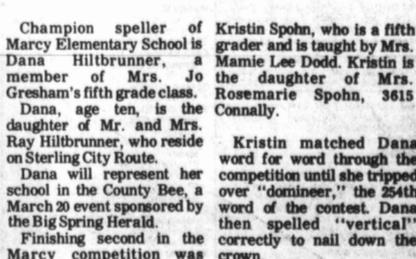 Champion speller of
Marcy Elementary School is
Dana Hiltbrunner, a
member of Mrs. Jo
Gresham's fifth grade class.
Dana, age ten, is the
daughter of Mr. and Mrs.
Ray Hiltbrunner, who reside
on Sterling City Route.
Dana will represent her
school in the County Bee, a
March 20 event sponsored by
the Big Spring Herald.
Finishing second in the
Marcy competition was
Kristin Spohn, who is a fifth
grader and is taught by Mrs.
Mamie Lee Dodd. Kristin is
the daughter of Mrs.
Rosemarie Spohn, 3615
Connally.
Kristin matched Dana
word for word through the
competition until she tripped
over "domineer," the 254th
word of the contest. Dana
then spelled "vertical"
correctly to nail down the
crown.